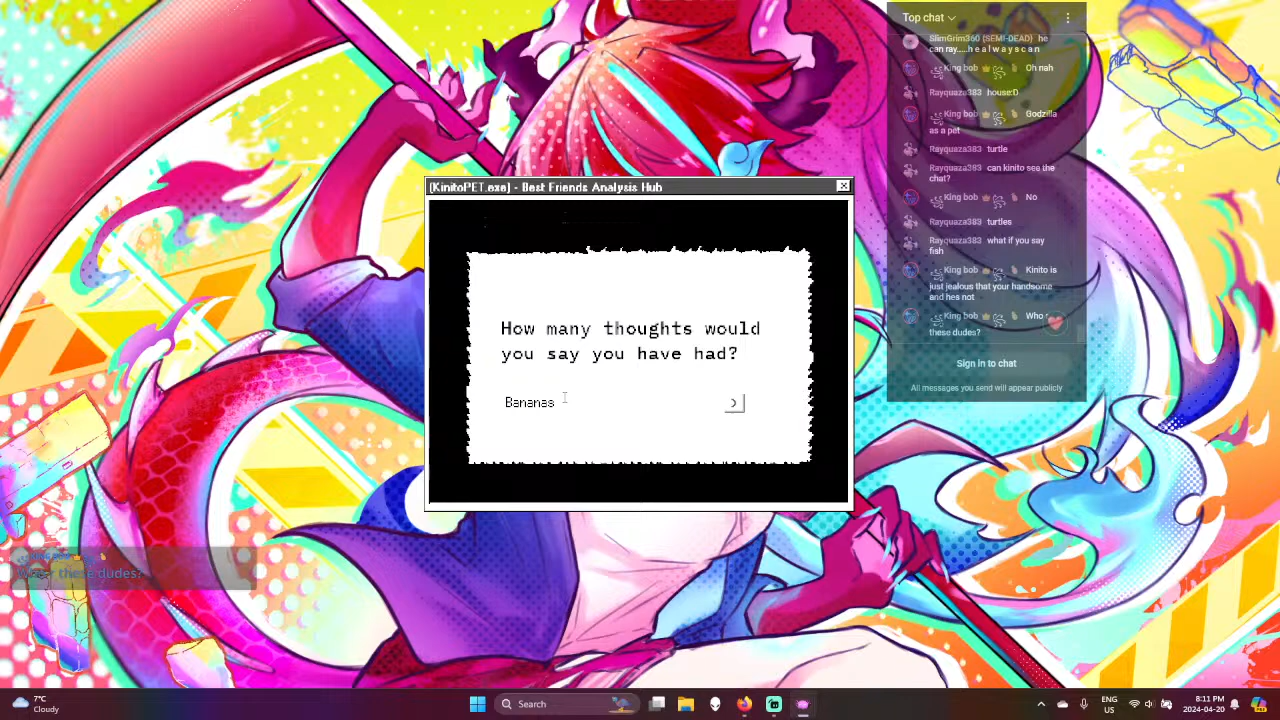 Top chat
SlimGrim360 {SEMI-DEAD} he
can ray.....h e a l w a y s c a n
King bob Oh nah
Rayquaza383 house:D
King bob Godzilla
as a pet
Rayquaza383 turtle
Rayquaza383 can kinito see the
chat?
King bob No
Rayquaza383 turtles
Rayquaza383 what if you say
fish
King bob Kinito is
just jealous that your handsome
and hes not
King bob Who
these dudes?
Sign in to chat
All messages you send will appear publicly
(KinitoPET.exe) - Best Friends Analysis Hub
How many thoughts would
you say you have had?
Bananas
these dudes?
7°C
Cloudy
Search
ENG
US
8:11 PM
2024-04-20